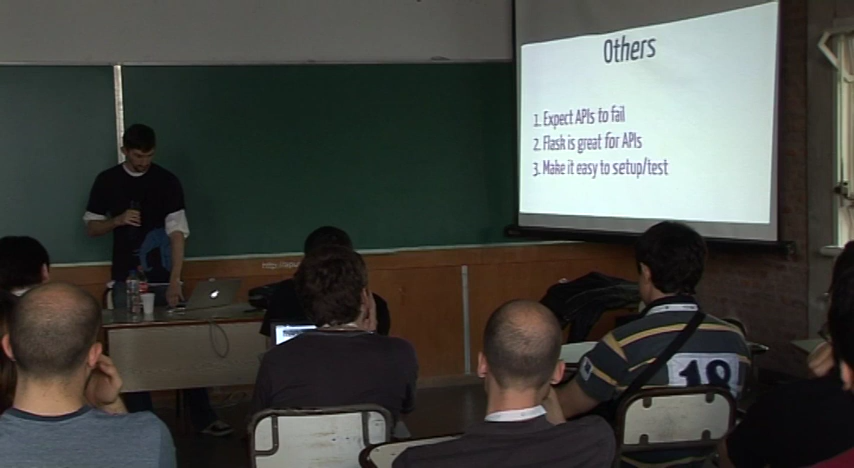 Others
1. Expect APIs to fail
2. Flask is great for APIs
3. Make it easy to setup/test
18